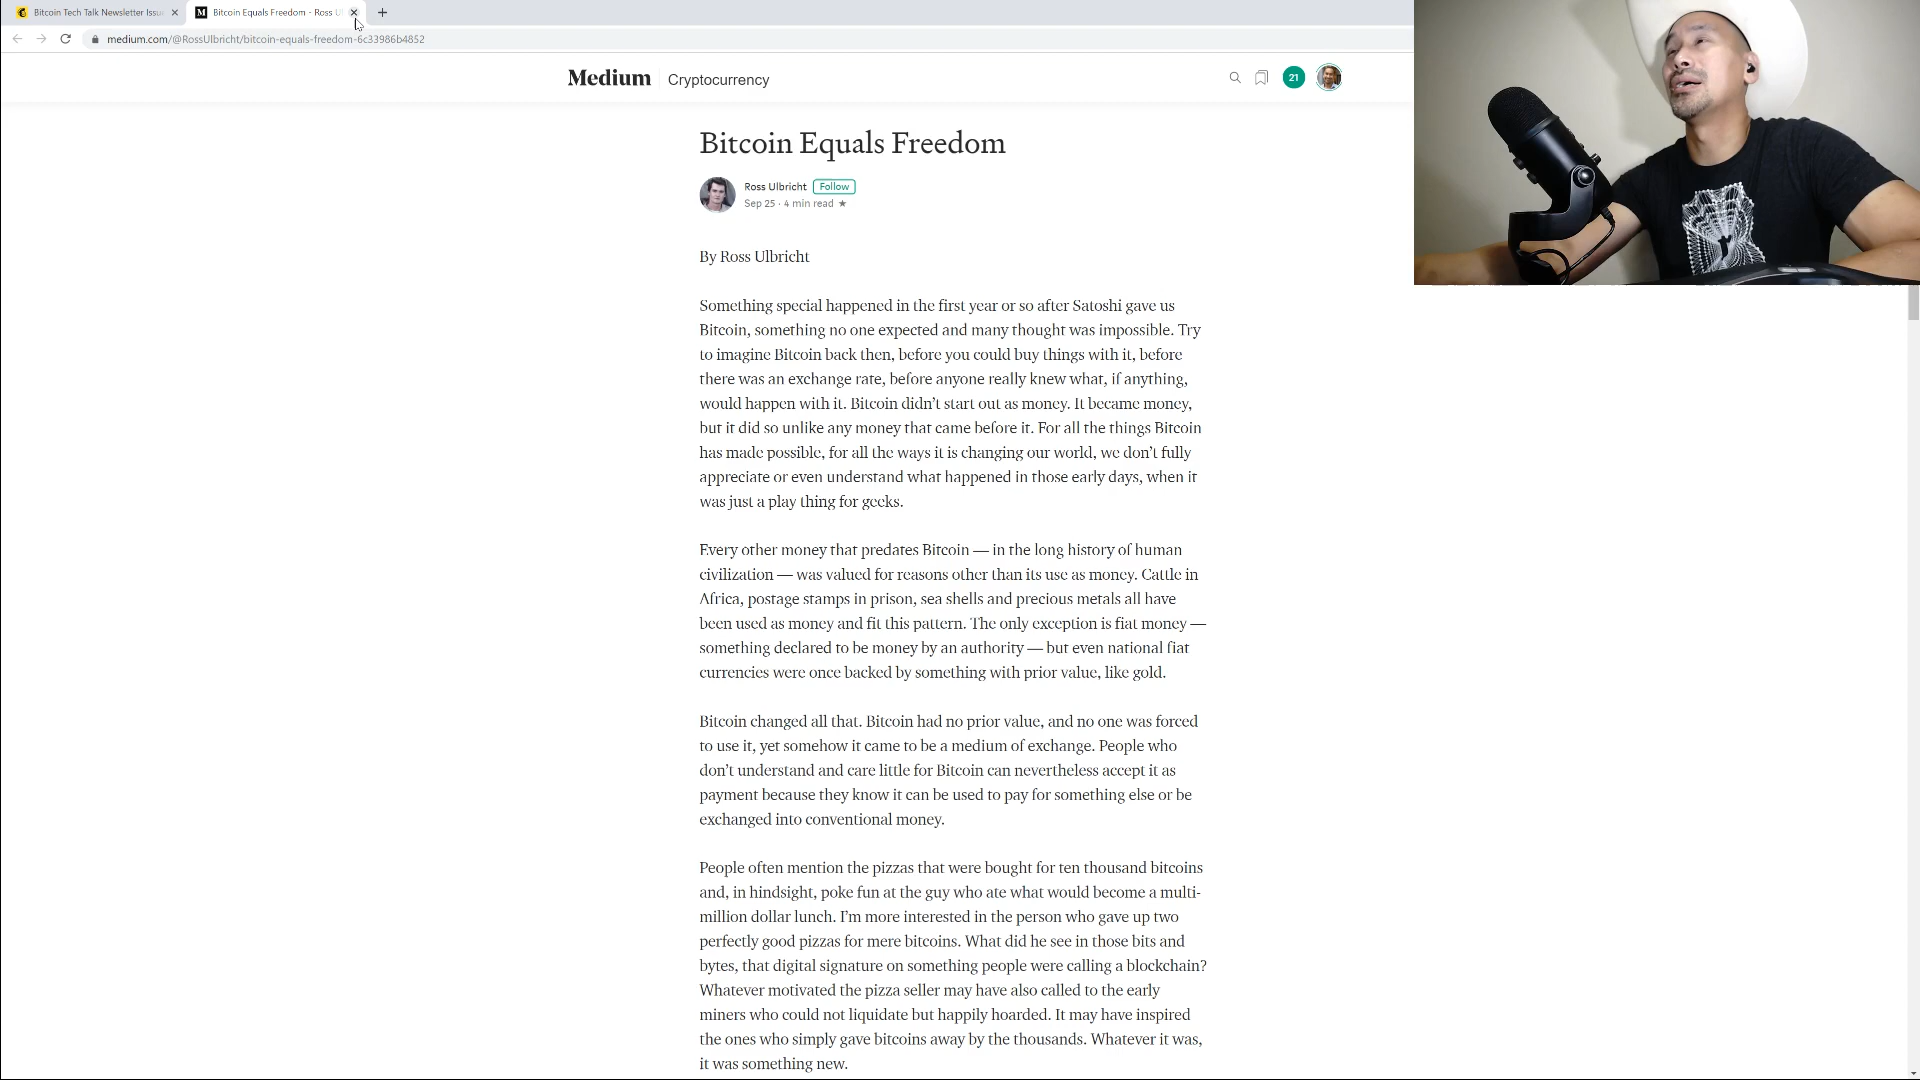 Bitcoin Tech Talk Newsletter Issu
Bitcoin Equals Freedom - Ross Ul
medium.com/@RossUlbricht/bitcoin-equals-freedom-6c33986b4852
Medium
Cryptocurrency
21
Bitcoin Equals Freedom
Ross Ulbricht
Follow
Sep 25 · 4 min read ★
By Ross Ulbricht
Something special happened in the first year or so after Satoshi gave us
Bitcoin, something no one expected and many thought was impossible. Try
to imagine Bitcoin back then, before you could buy things with it, before
there was an exchange rate, before anyone really knew what, if anything,
would happen with it. Bitcoin didn’t start out as money. It became money,
but it did so unlike any money that came before it. For all the things Bitcoin
has made possible, for all the ways it is changing our world, we don’t fully
appreciate or even understand what happened in those early days, when it
was just a play thing for geeks.
Every other money that predates Bitcoin — in the long history of human
civilization — was valued for reasons other than its use as money. Cattle in
Africa, postage stamps in prison, sea shells and precious metals all have
been used as money and fit this pattern. The only exception is fiat money —
something declared to be money by an authority — but even national fiat
currencies were once backed by something with prior value, like gold.
Bitcoin changed all that. Bitcoin had no prior value, and no one was forced
to use it, yet somehow it came to be a medium of exchange. People who
don’t understand and care little for Bitcoin can nevertheless accept it as
payment because they know it can be used to pay for something else or be
exchanged into conventional money.
People often mention the pizzas that were bought for ten thousand bitcoins
and, in hindsight, poke fun at the guy who ate what would become a multi-
million dollar lunch. I’m more interested in the person who gave up two
perfectly good pizzas for mere bitcoins. What did he see in those bits and
bytes, that digital signature on something people were calling a blockchain?
Whatever motivated the pizza seller may have also called to the early
miners who could not liquidate but happily hoarded. It may have inspired
the ones who simply gave bitcoins away by the thousands. Whatever it was,
it was something new.